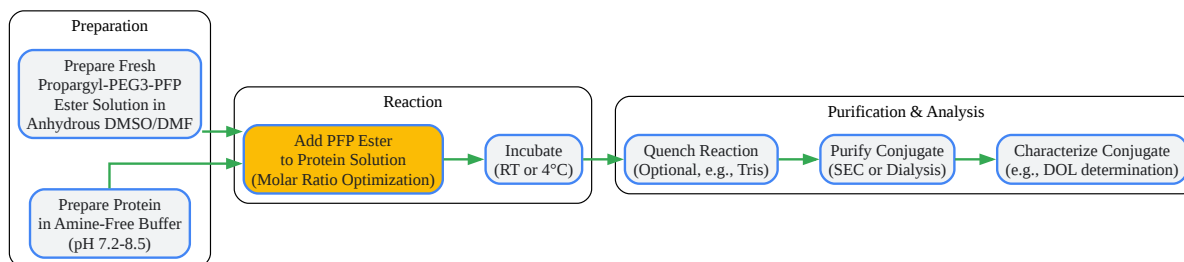 Preparation
Prepare Fresh
Propargyl-PEG3-PFP
Ester Solution in
Anhydrous DMSO/DMF
Prepare Protein
in Amine-Free Buffer
(pH 7.2-8.5)
Reaction
Add PFP Ester
to Protein Solution
(Molar Ratio Optimization)
Incubate
(RT or 4°C)
Purification & Analysis
Quench Reaction
(Optional, e.g., Tris)
Purify Conjugate
(SEC or Dialysis)
Characterize Conjugate
(e.g., DOL determination)